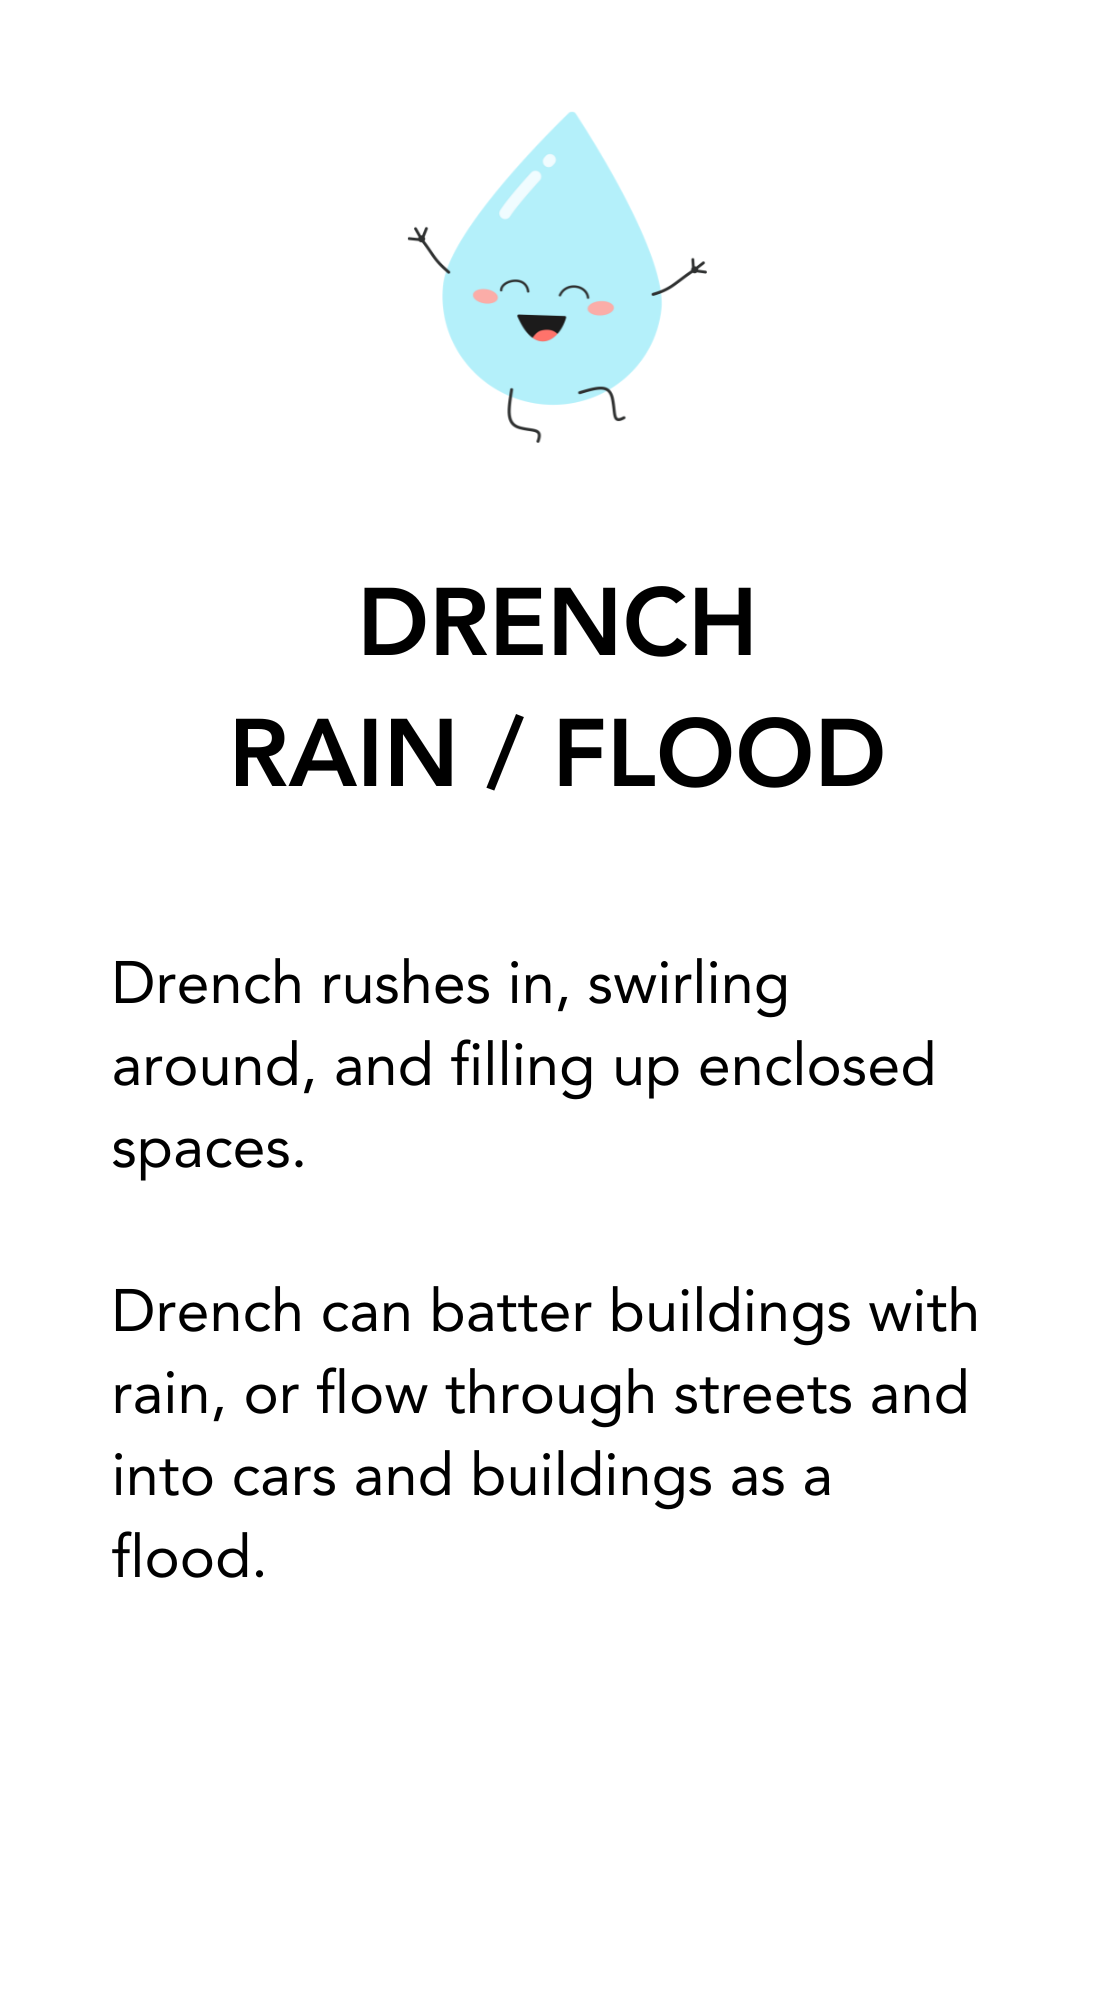 DRENCH
RAIN / FLOOD
Drench rushes in, swirling
around, and filling up enclosed
spaces.
Drench can batter buildings with
rain, or flow through streets and
into cars and buildings as a
flood.